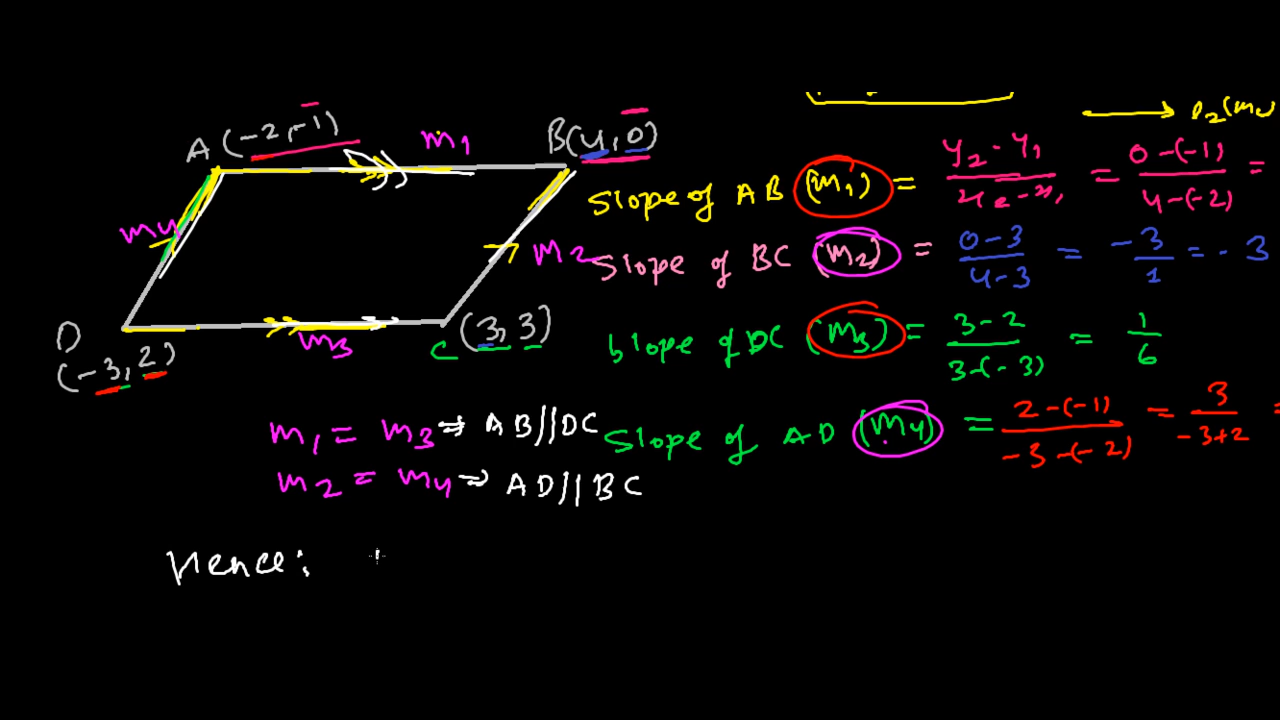 A (-2, -1)
m1
B(4, 0)
m4
m2
D
(-3, 2)
m3
C (3, 3)
Slope of AB (m1) = y2 - y1 / x2 - x1 = 0 - (-1) / 4 - (-2) =
Slope of BC (m2) = 0 - 3 / 4 - 3 = -3 / 1 = - 3
Slope of DC (m3) = 3 - 2 / 3 - (-3) = 1 / 6
Slope of AD (m4) = 2 - (-1) / -3 - (-2) = 3 / -3+2 =
m1 = m3 ⇒ AB//DC
m2 = m4 ⇒ AD//BC
Hence: